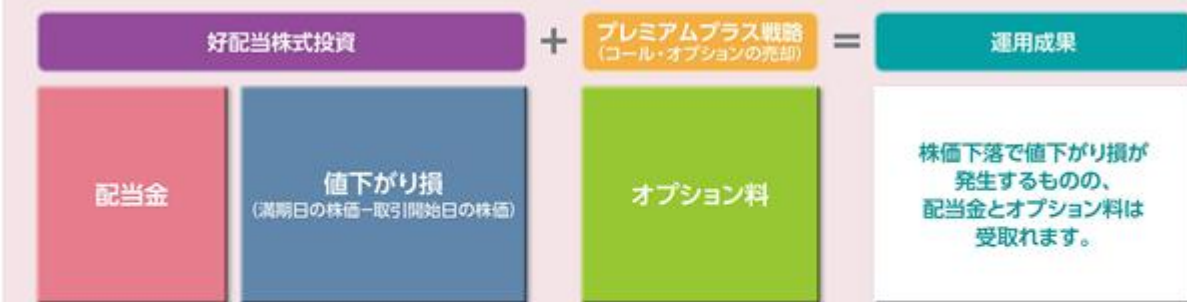 好配当株式投資
+
プレミアムプラス戦略
(コール・オプションの売却)
=
運用成果
配当金
値下がり損
(満期日の株価−取引開始日の株価)
オプション料
株価下落で値下がり損が
発生するものの、
配当金とオプション料は
受取れます。